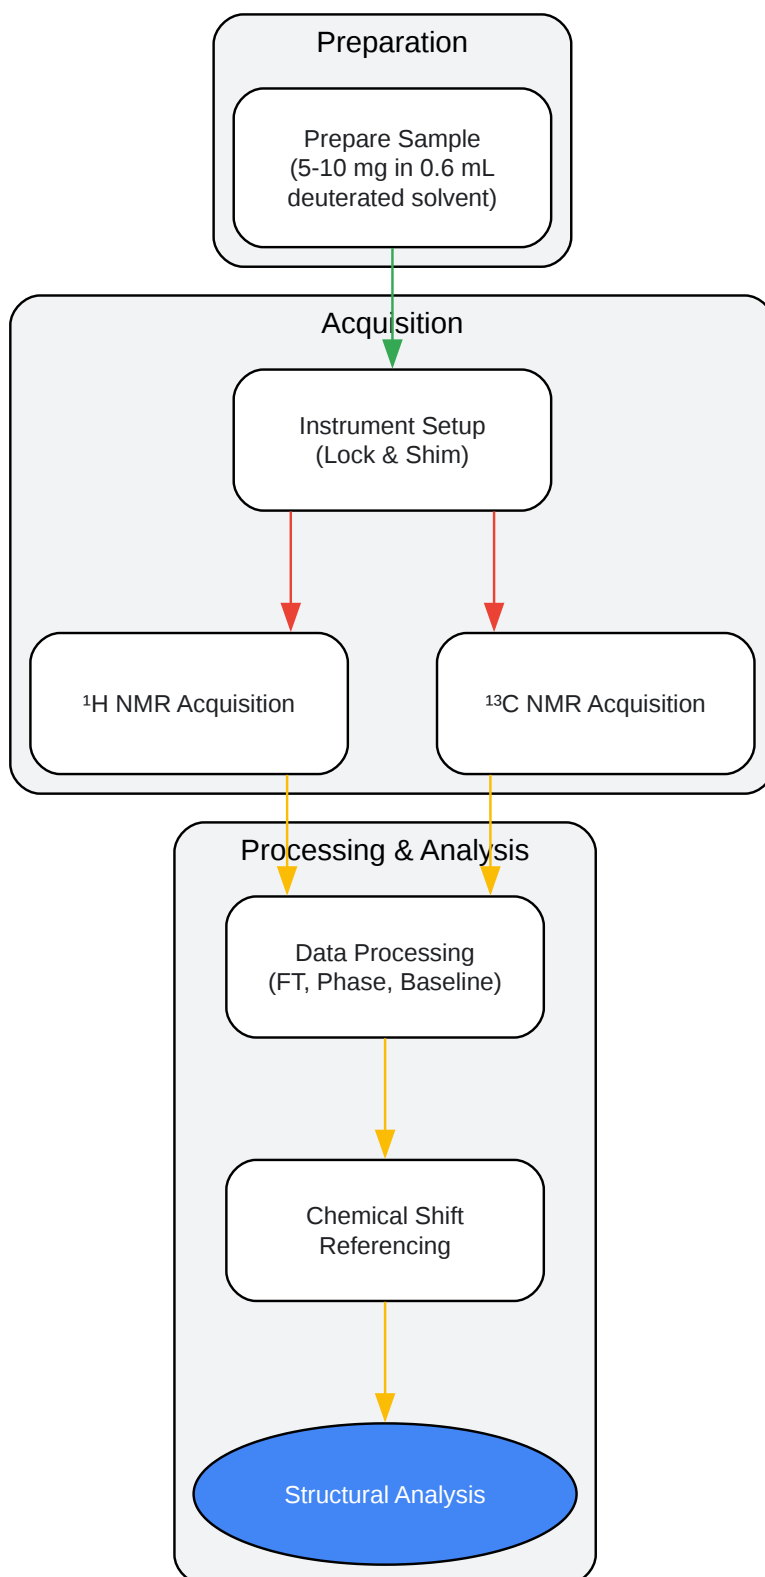 Preparation
Prepare Sample
(5-10 mg in 0.6 mL
deuterated solvent)
Acquisition
Instrument Setup
(Lock & Shim)
¹H NMR Acquisition
¹³C NMR Acquisition
Processing & Analysis
Data Processing
(FT, Phase, Baseline)
Chemical Shift
Referencing
Structural Analysis